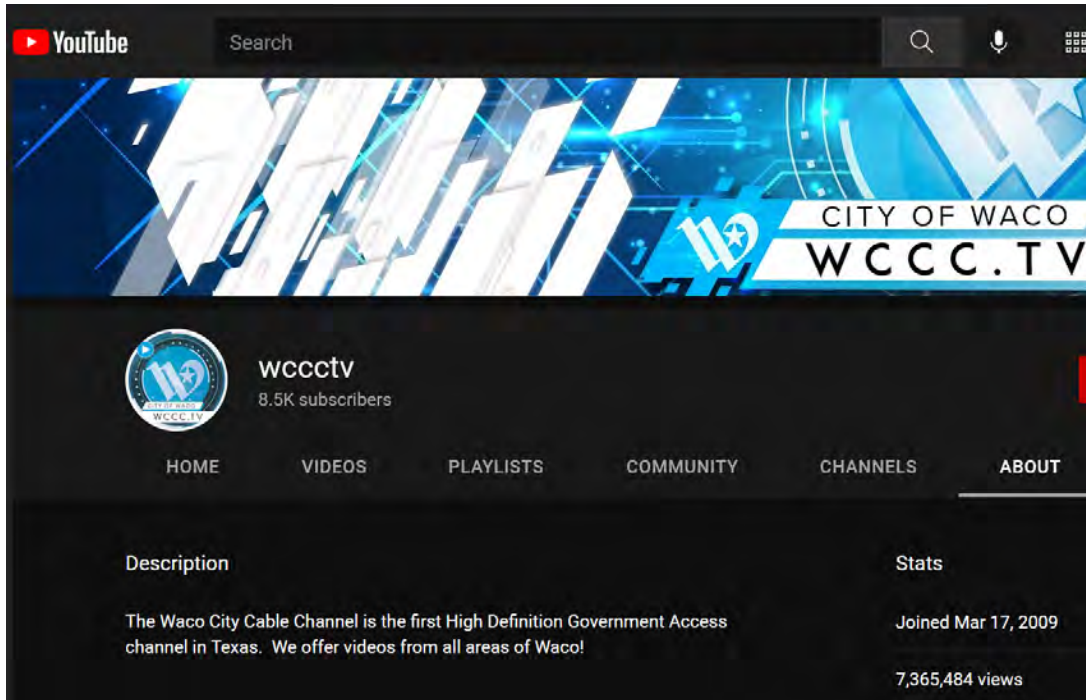 YouTube
Search
CITY OF WACO
WCCC.TV
CITY OF WACO
WCCC.TV
wccctv
8.5K subscribers
HOME VIDEOS PLAYLISTS COMMUNITY CHANNELS ABOUT
Description
Stats
The Waco City Cable Channel is the first High Definition Government Access
channel in Texas.  We offer videos from all areas of Waco!
Joined Mar 17, 2009
7,365,484 views